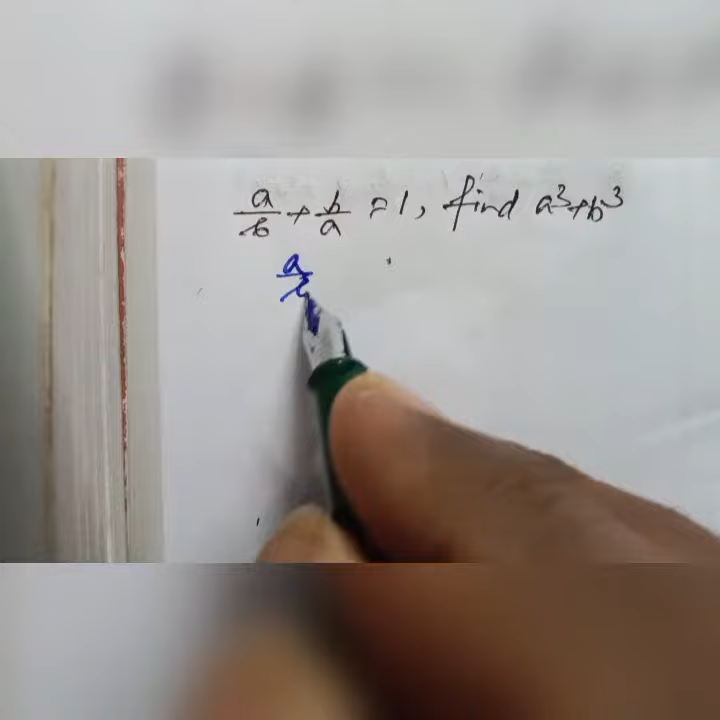 a/b + b/a = 1, find a³+b³
a/